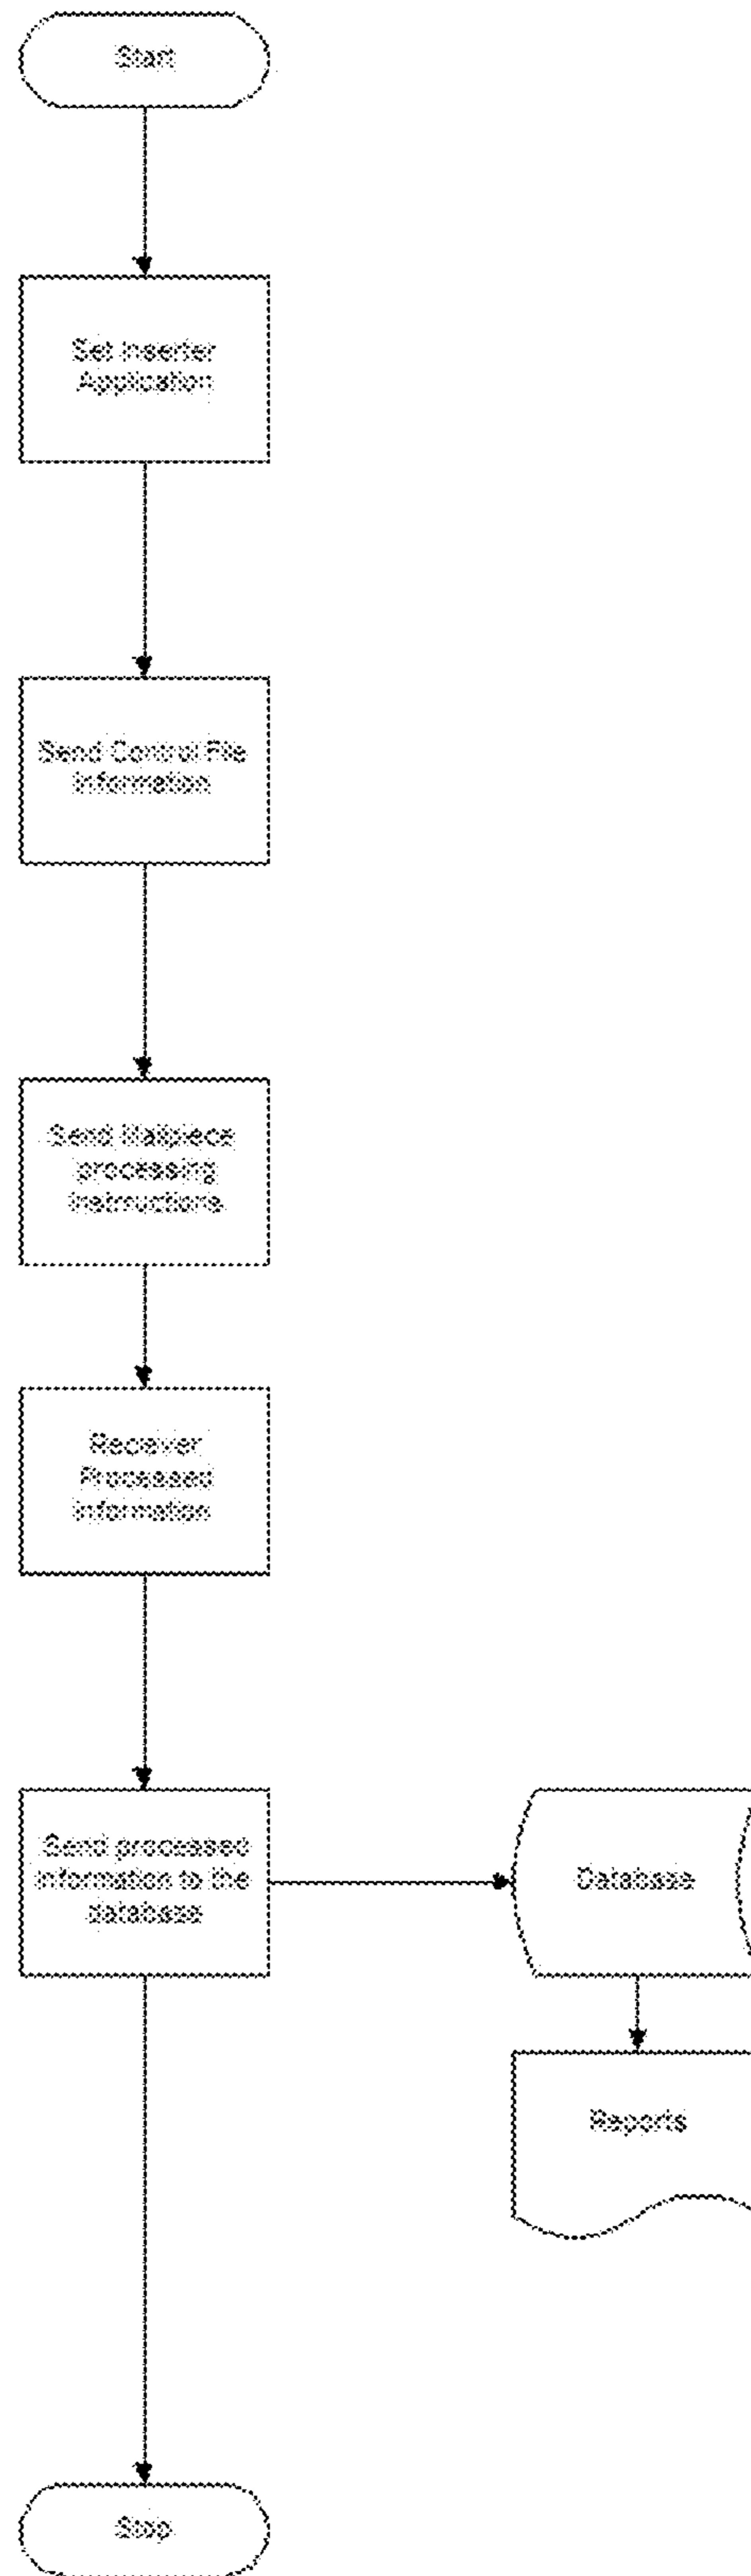 Start
Set Inserter
Application
Send Control File
Information
Send Mailpiece
processing
instructions
Receiver
Processed
information
Send processed
information to the
database
Database
Reports
Stop